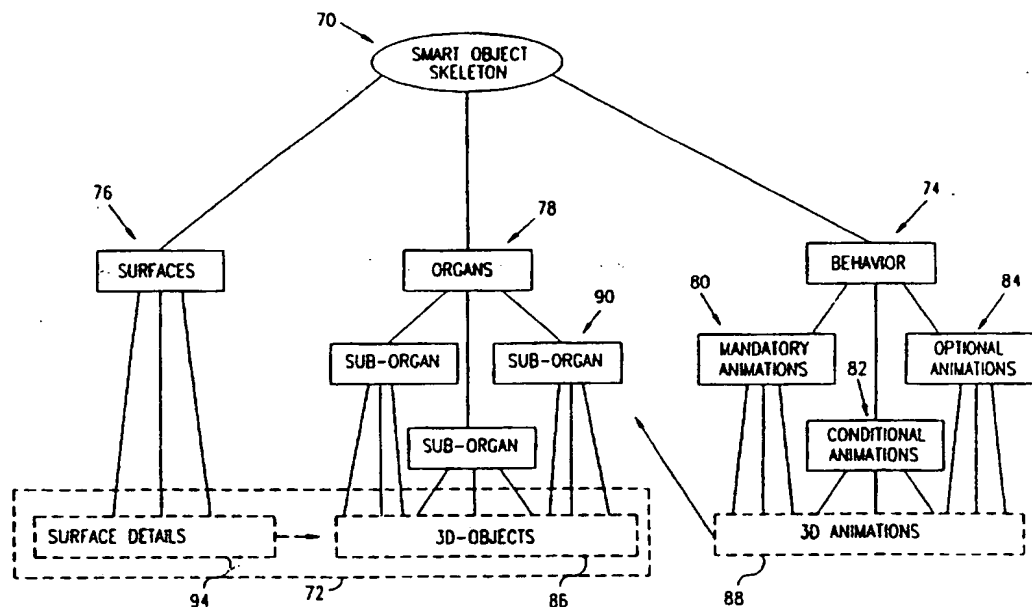 70
SMART OBJECT
SKELETON
76
78
74
SURFACES
ORGANS
BEHAVIOR
80
84
90
SUB-ORGAN
SUB-ORGAN
MANDATORY
ANIMATIONS
OPTIONAL
ANIMATIONS
82
SUB-ORGAN
CONDITIONAL
ANIMATIONS
SURFACE DETAILS
3D-OBJECTS
3D ANIMATIONS
94
72
86
88